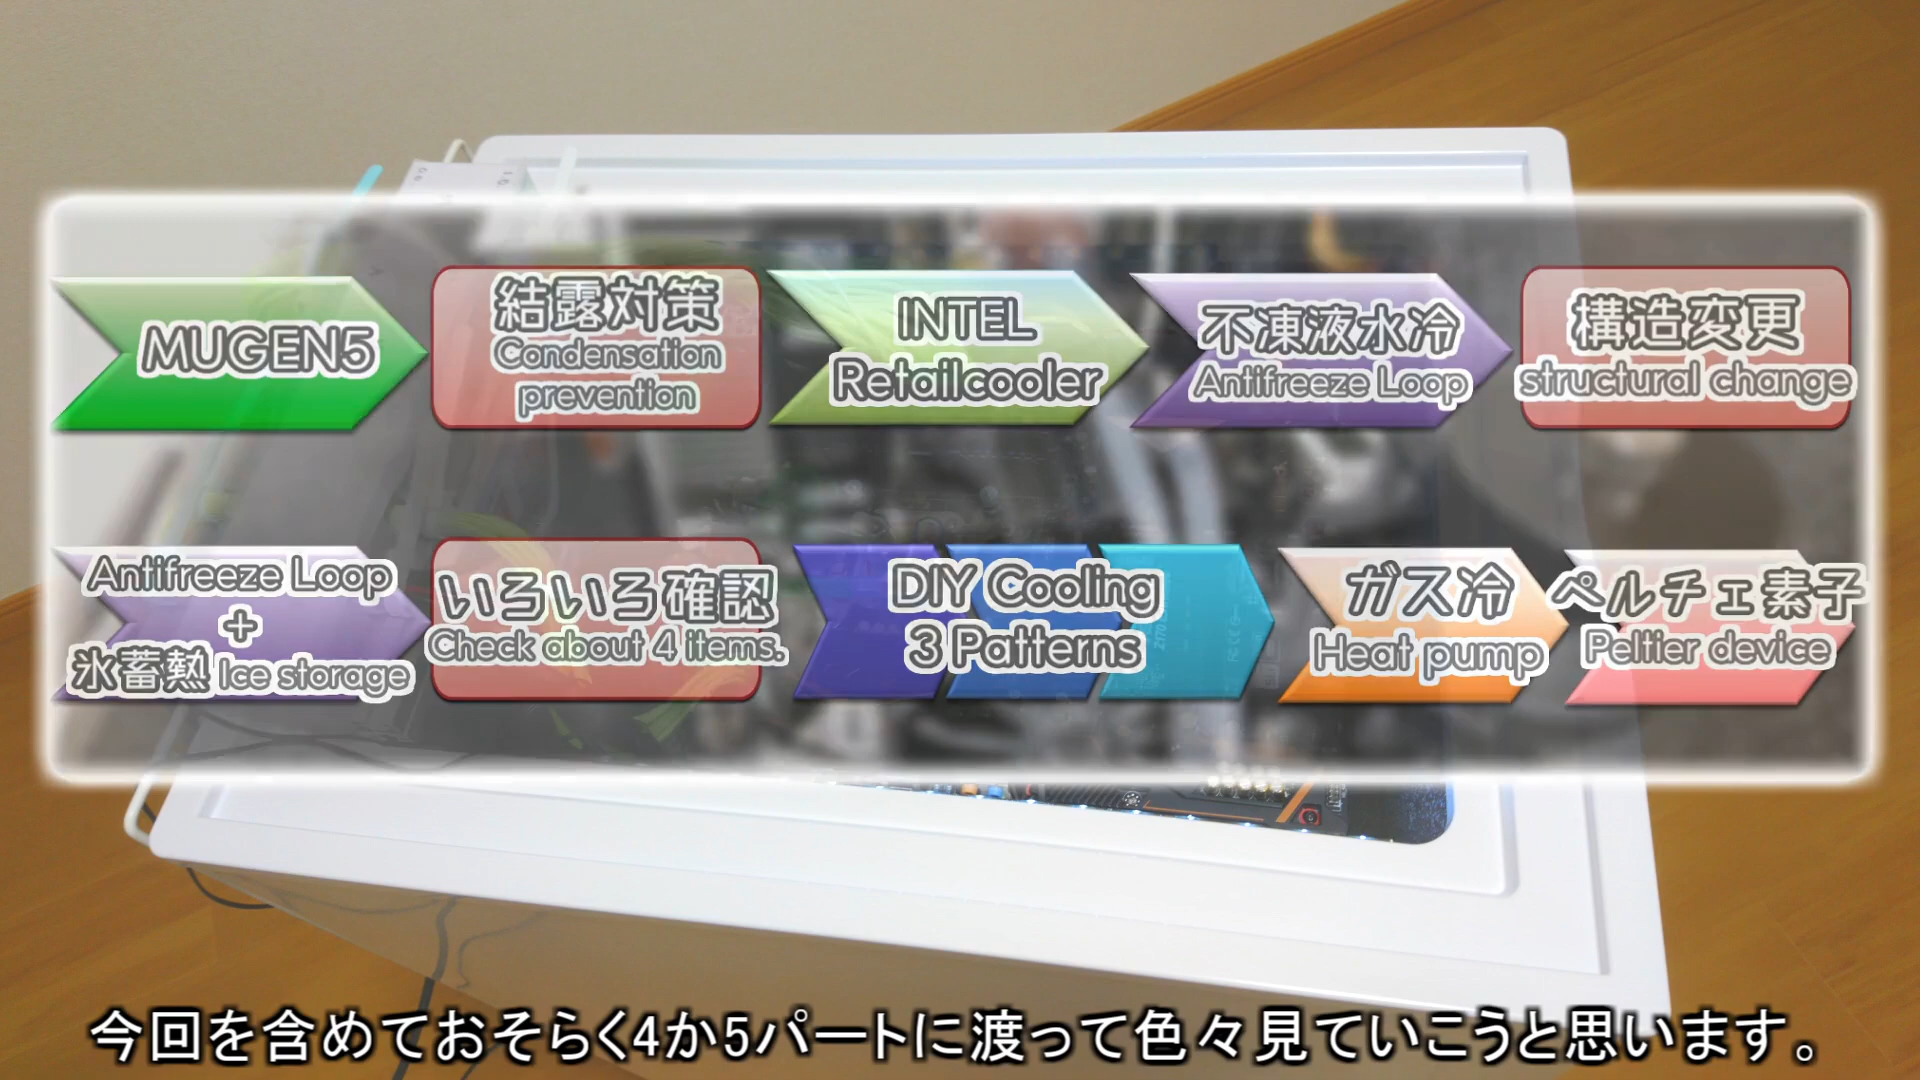 MUGEN5
結露対策
Condensation
prevention
INTEL
Retailcooler
不凍液水冷
Antifreeze Loop
構造変更
structural change
Antifreeze Loop
+
氷蓄熱 Ice storage
いろいろ確認
Check about 4 items.
DIY Cooling
3 Patterns
ガス冷
Heat pump
ペルチェ素子
Peltier device
今回を含めておそらく4か5パートに渡って色々見ていこうと思います。